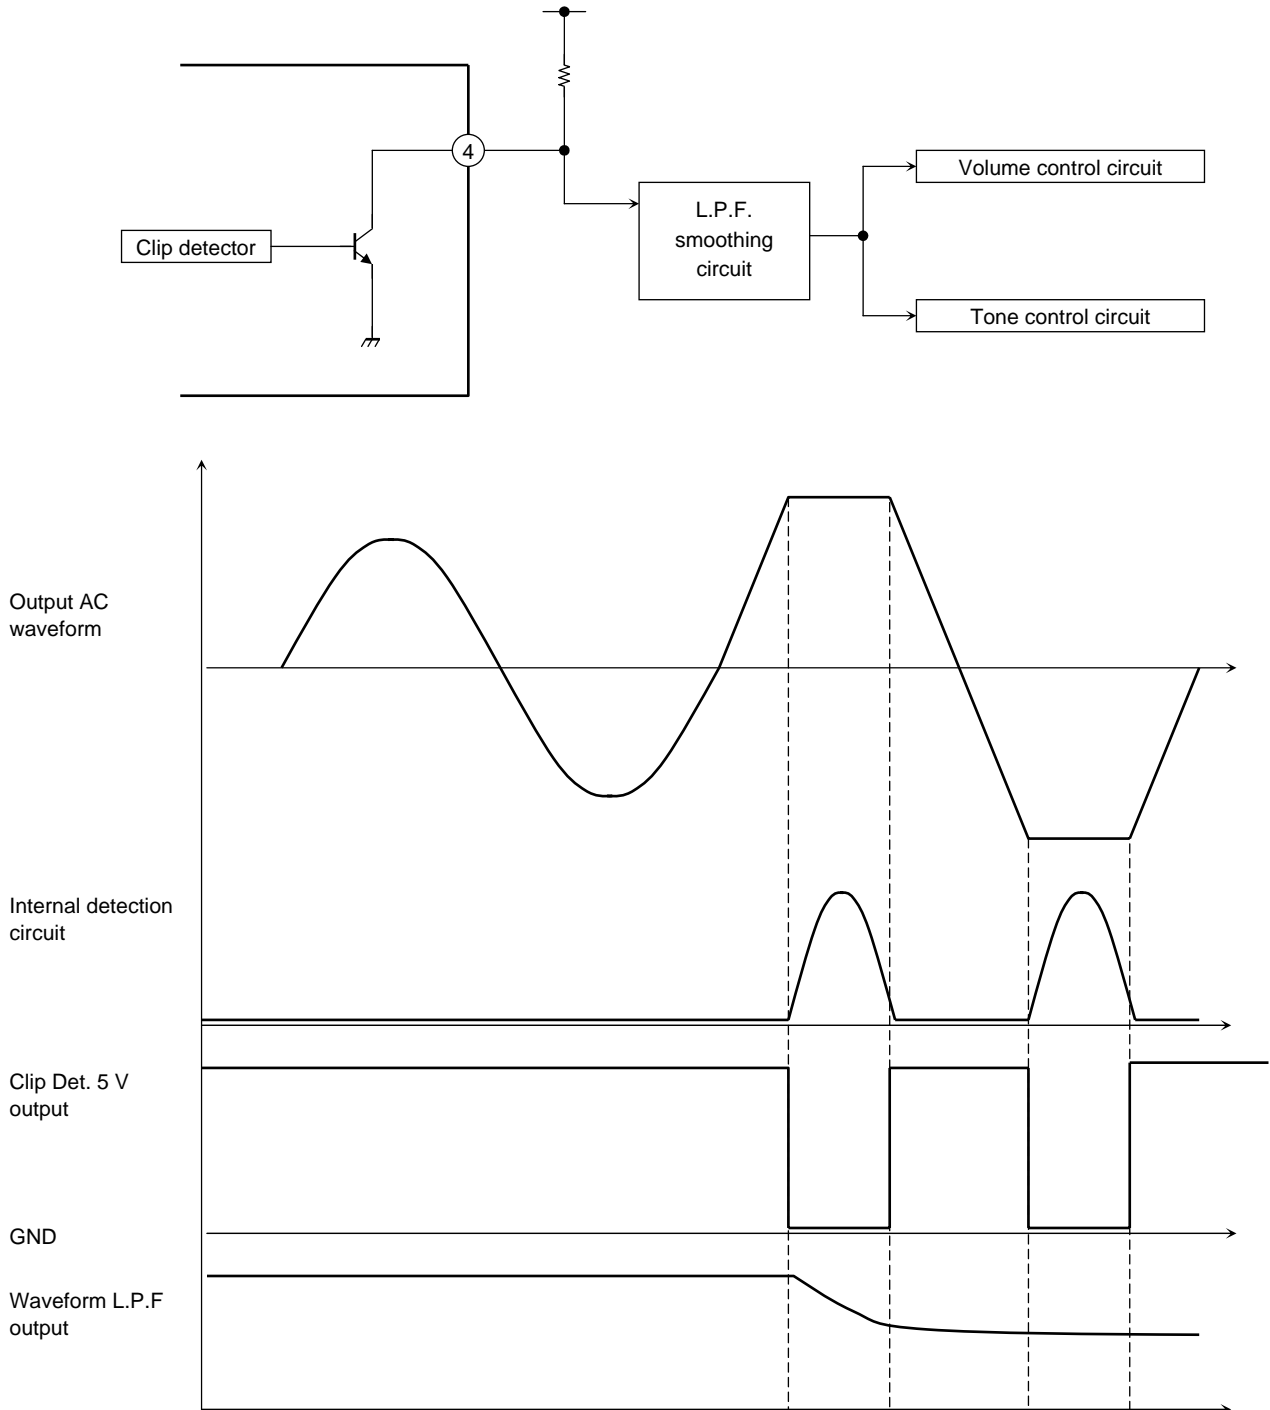 4
Volume control circuit
L.P.F.
smoothing
circuit
Clip detector
Tone control circuit
Output AC
waveform
Internal detection
circuit
Clip Det. 5 V
output
GND
Waveform L.P.F
output